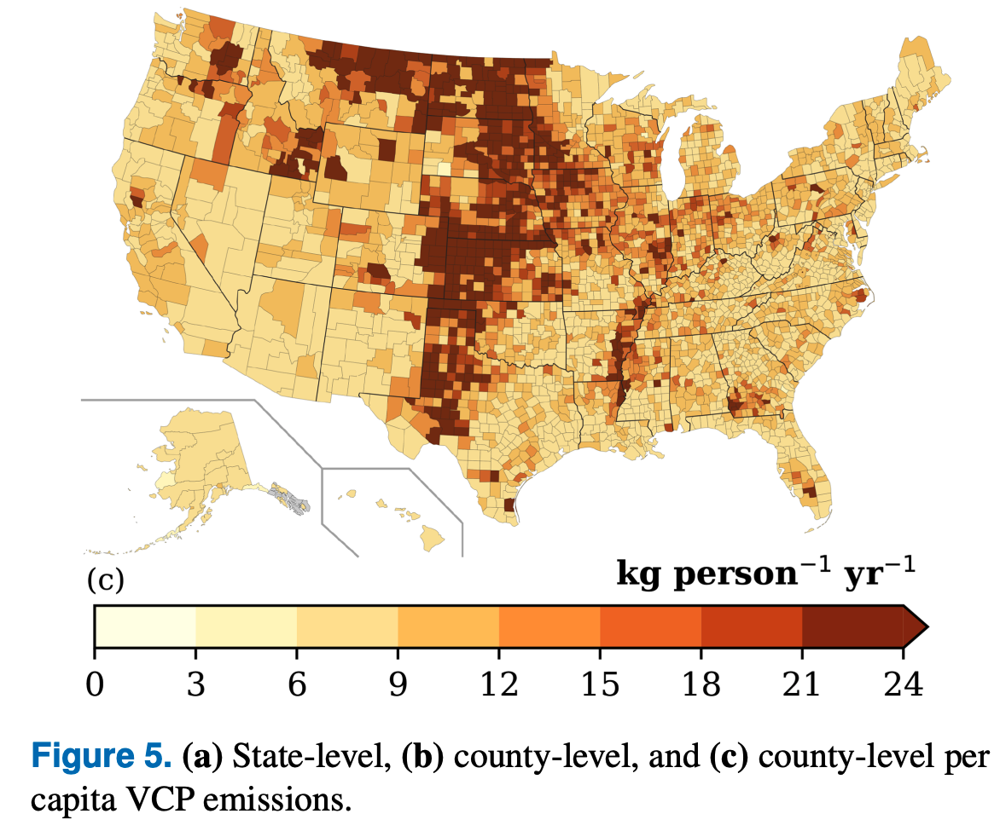 (c)
kg person⁻¹ yr⁻¹
0 3 6 9 12 15 18 21 24
Figure 5. (a) State-level, (b) county-level, and (c) county-level per
capita VCP emissions.